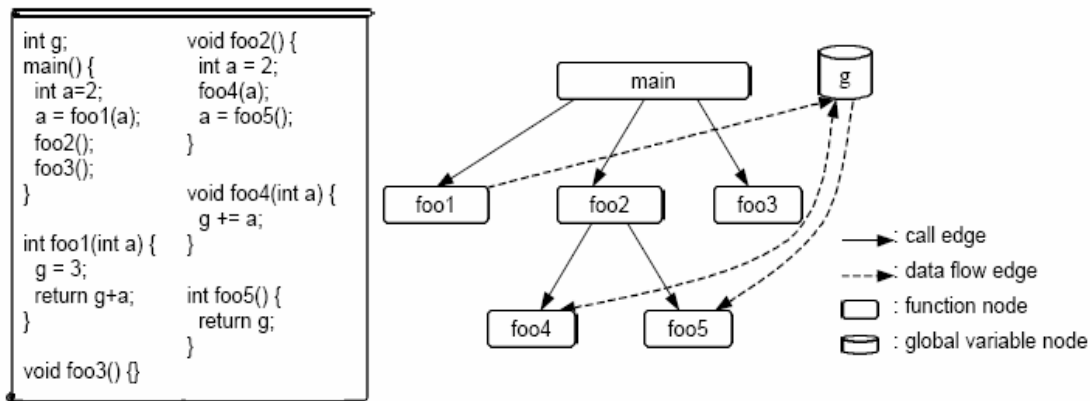 int g;
main() {
int a=2;
a = foo1(a);
foo2();
foo3();
}
int foo1(int a) {
g = 3;
return g+a;
}
void foo3() {}
void foo2() {
int a = 2;
foo4(a);
a = foo5();
}
void foo4(int a) {
g += a;
}
int foo5() {
return g;
}
main
g
foo1
foo2
foo3
foo4
foo5
: call edge
: data flow edge
: function node
: global variable node